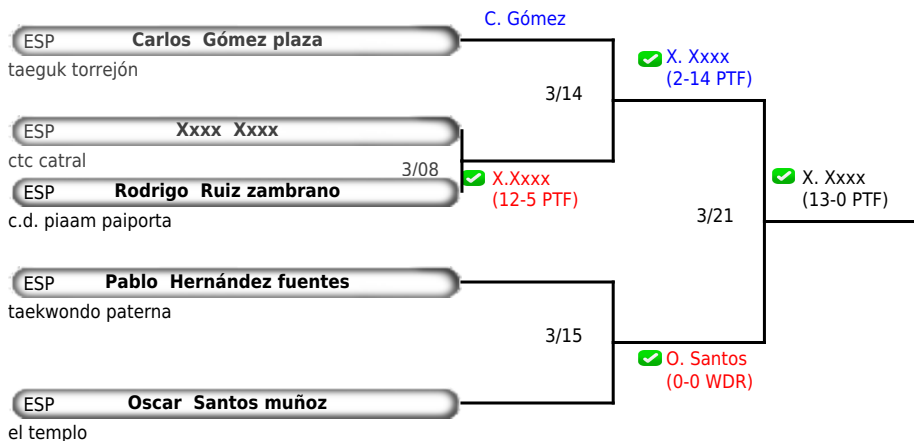 C. Gómez
ESP Carlos Gómez plaza
taeguk torrejón
X. Xxxx
(2-14 PTF)
3/14
ESP Xxxx Xxxx
ctc catral
3/08
X.Xxxx
(12-5 PTF)
ESP Rodrigo Ruiz zambrano
c.d. piaam paiporta
X. Xxxx
(13-0 PTF)
3/21
ESP Pablo Hernández fuentes
taekwondo paterna
3/15
O. Santos
(0-0 WDR)
ESP Oscar Santos muñoz
el templo